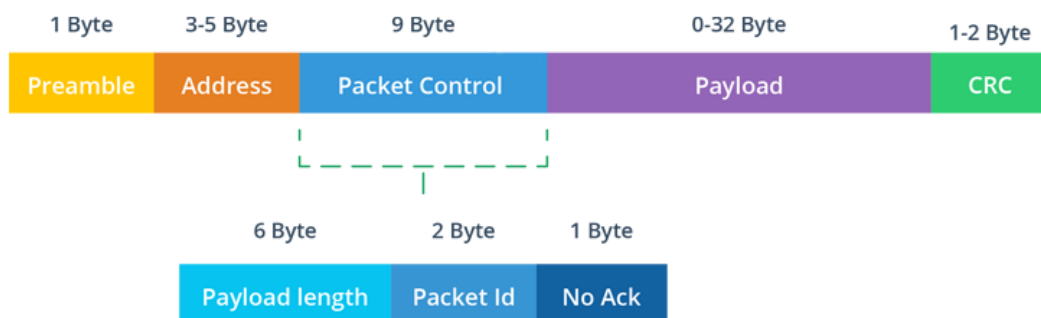 1 Byte 3-5 Byte 9 Byte 0-32 Byte 1-2 Byte
Preamble Address Packet Control Payload CRC
6 Byte 2 Byte 1 Byte
Payload length Packet Id No Ack